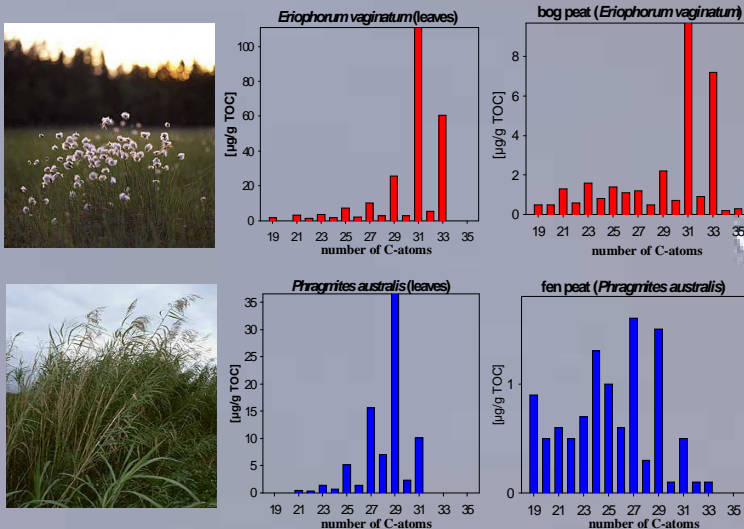 Eriophorum vaginatum (leaves)
[µg/g TOC]
100
80
60
40
20
0
19 21 23 25 27 29 31 33 35
number of C-atoms
bog peat (Eriophorum vaginatum)
[µg/g TOC]
8
6
4
2
0
19 21 23 25 27 29 31 33 35
number of C-atoms
Phragmites australis (leaves)
[µg/g TOC]
35
30
25
20
15
10
5
0
19 21 23 25 27 29 31 33 35
number of C-atoms
fen peat (Phragmites australis)
[µg/g TOC]
1
0
19 21 23 25 27 29 31 33 35
number of C-atoms